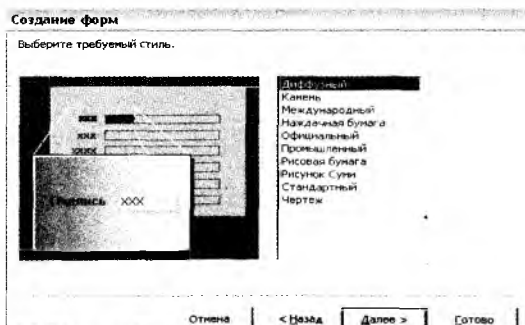 Создание форм
Выберите требуемый стиль.
Диффузный
Камень
Международный
Наждачная бумага
Официальный
Промышленный
Рисовая бумага
Рисунок Суми
Стандартный
Чертеж
xxx
xxx
xxxx
Подпись XXX
Отмена < Назад Далее > Готово